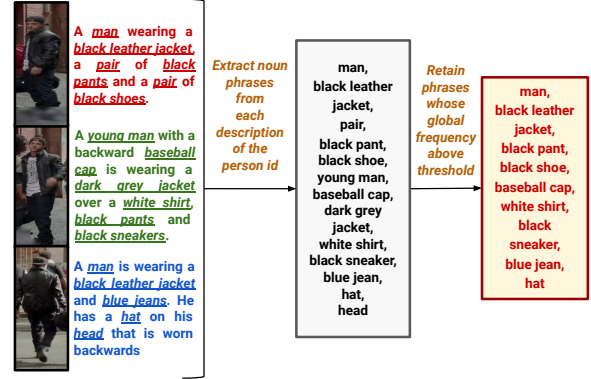 A man wearing a
black leather jacket,
a pair of black
pants and a pair of
black shoes.
A young man with a
backward baseball
cap is wearing a
dark grey jacket
over a white shirt,
black pants and
black sneakers.
A man is wearing a
black leather jacket
and blue jeans. He
has a hat on his
head that is worn
backwards
Extract noun
phrases
from
each
description
of the
person id
man,
black leather
jacket,
pair,
black pant,
black shoe,
young man,
baseball cap,
dark grey
jacket,
white shirt,
black sneaker,
blue jean,
hat,
head
Retain
phrases
whose
global
frequency
above
threshold
man,
black leather
jacket,
black pant,
black shoe,
baseball cap,
white shirt,
black
sneaker,
blue jean,
hat